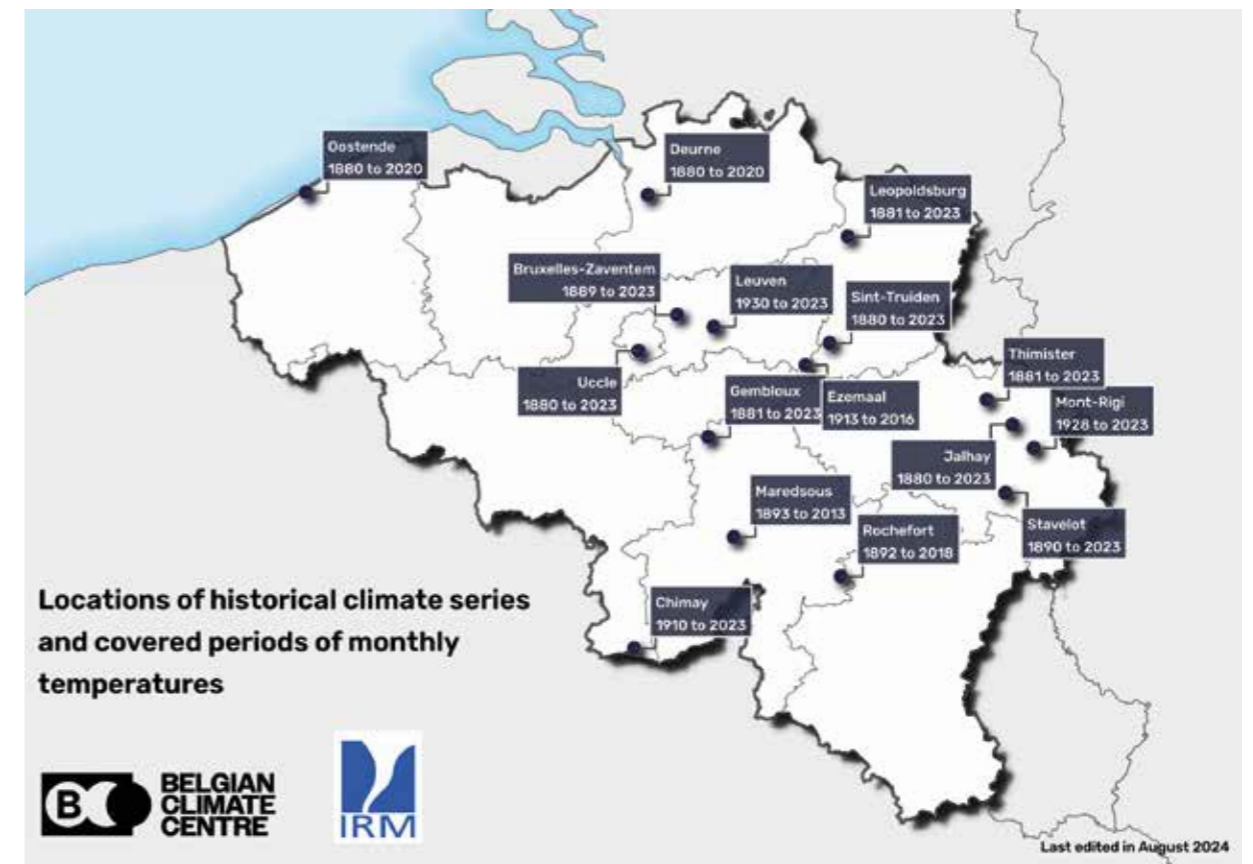 Oostende
1880 to 2020
Deurne
1880 to 2020
Leopoldsburg
1881 to 2023
Bruxelles-Zaventem
1889 to 2023
Leuven
1930 to 2023
Sint-Truiden
1880 to 2023
Thimister
1881 to 2023
Uccle
1880 to 2023
Gembloux
1881 to 2023
Ezemaal
1913 to 2016
Mont-Rigi
1928 to 2023
Jalhay
1880 to 2023
Maredsous
1893 to 2013
Rochefort
1892 to 2018
Stavelot
1890 to 2023
Chimay
1910 to 2023
Locations of historical climate series
and covered periods of monthly
temperatures
BC
BELGIAN
CLIMATE
CENTRE
IRM
Last edited in August 2024